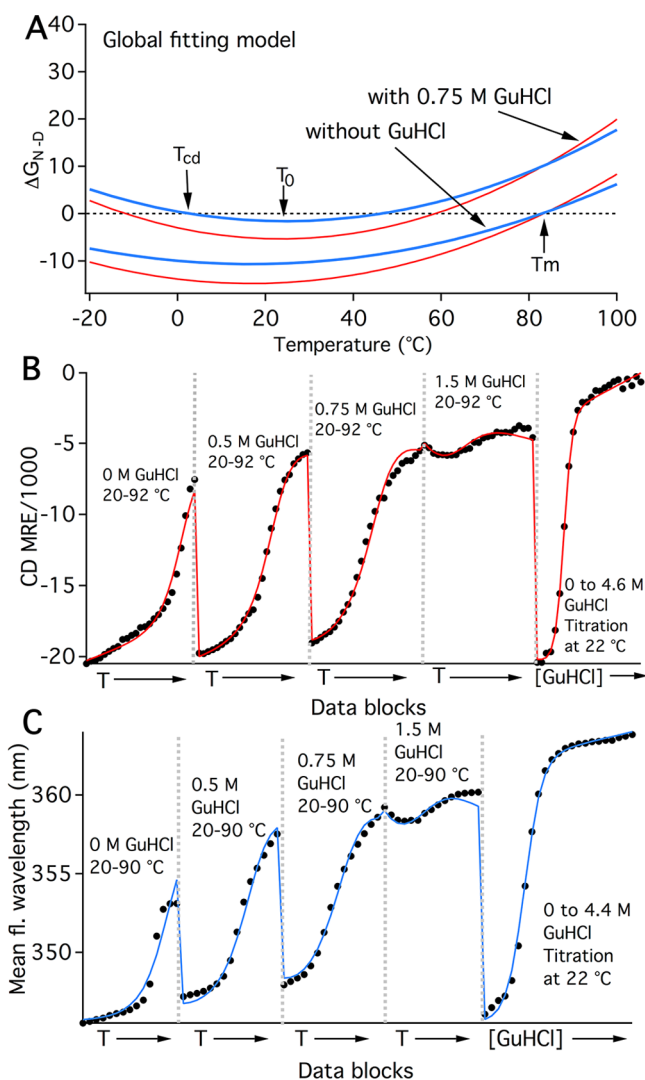 A
Global fitting model
40
30
20
10
0
-10
ΔG N-D
with 0.75 M GuHCl
without GuHCl
Tcd
T0
Tm
-20
0
20
40
60
80
100
Temperature (°C)
B
0
-5
-10
-15
-20
CD MRE/1000
0 M GuHCl
20-92 °C
0.5 M GuHCl
20-92 °C
0.75 M GuHCl
20-92 °C
1.5 M GuHCl
20-92 °C
0 to 4.6 M
GuHCl
Titration
at 22 °C
T
T
T
T
[GuHCl]
Data blocks
C
360
355
350
Mean fl. wavelength (nm)
0 M GuHCl
20-90 °C
0.5 M
GuHCl
20-90 °C
0.75 M
GuHCl
20-90 °C
1.5 M
GuHCl
20-90 °C
0 to 4.4 M
GuHCl
Titration
at 22 °C
T
T
T
T
[GuHCl]
Data blocks